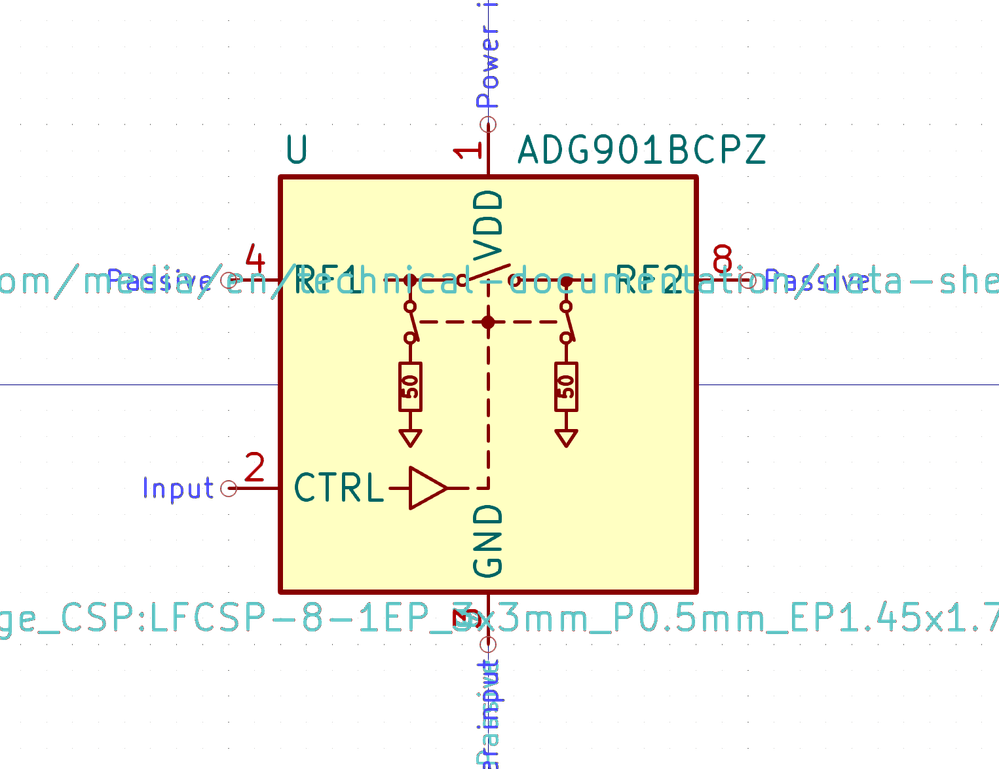 Power i
U
ADG901BCPZ
1
VDD
4
8
Passive
RF1
RF2
Passive
om/media/en/technical-documentation/data-she
50
50
2
Input
CTRL
GND
ge_CSP:LFCSP-8-1EP_3x3mm_P0.5mm_EP1.45x1.7
3
Passive
er input